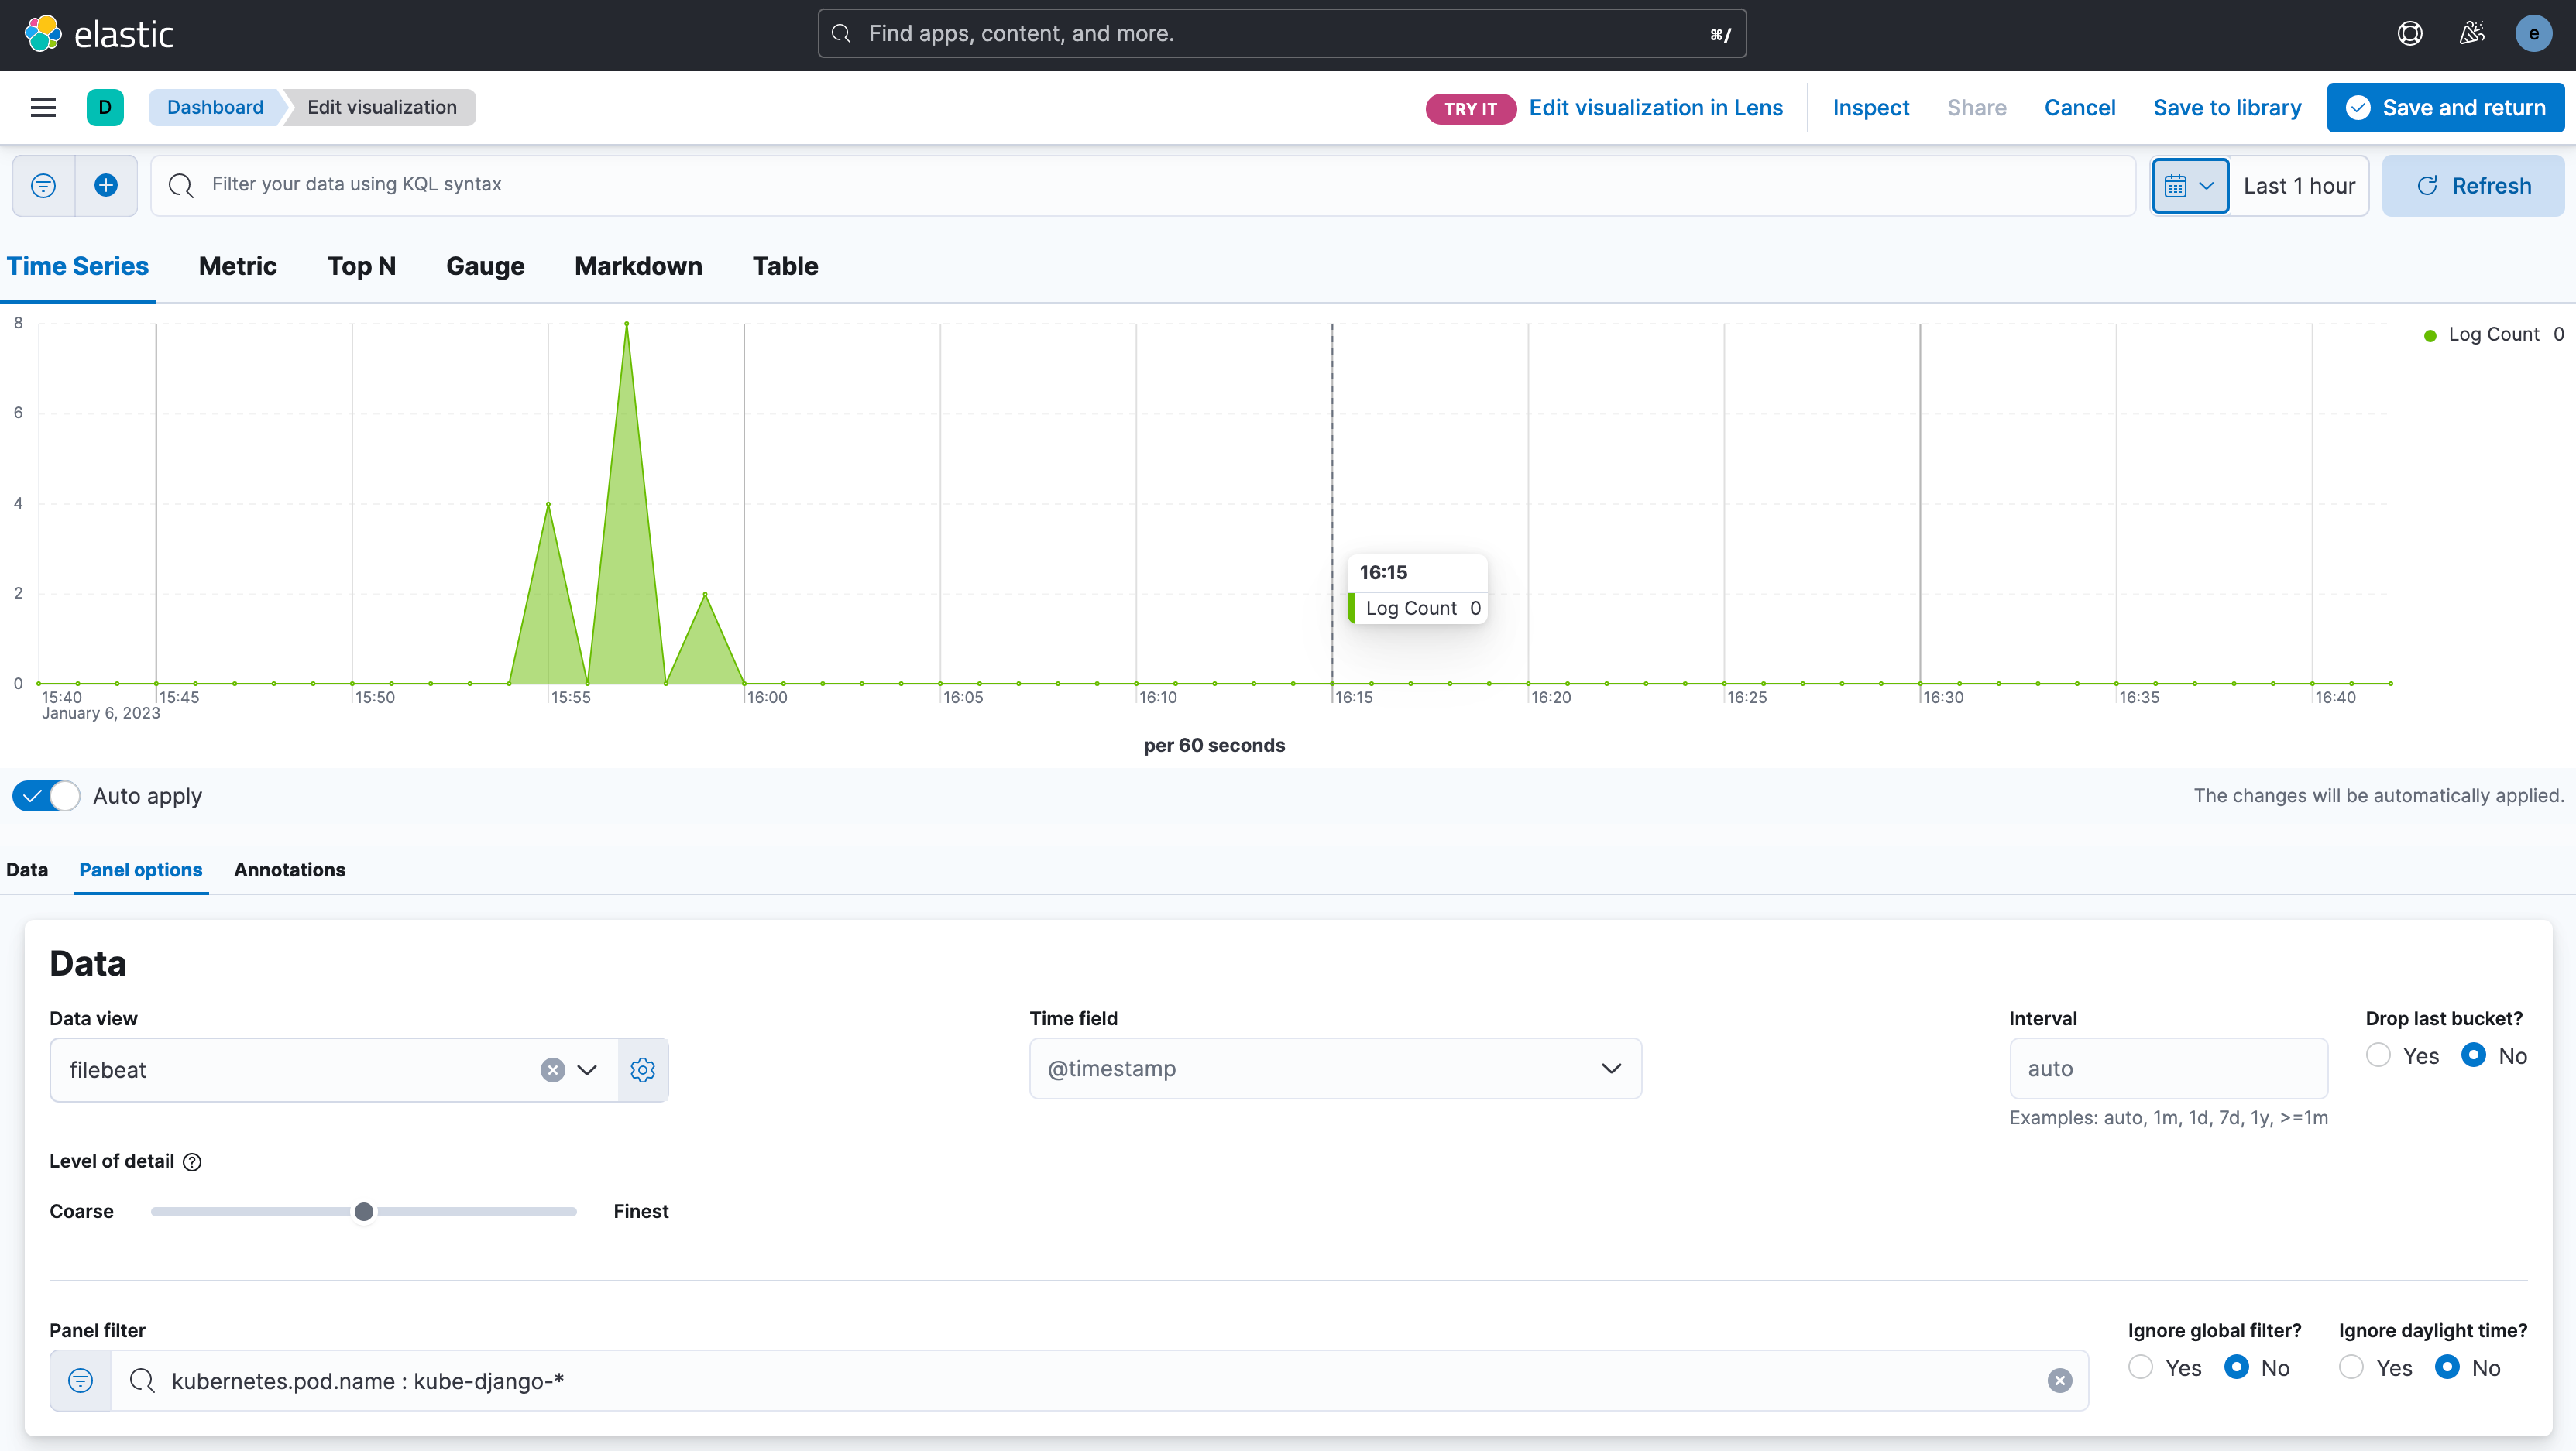 elastic
Find apps, content, and more.
⌘/
e
D
Dashboard
Edit visualization
TRY IT
Edit visualization in Lens
Inspect
Share
Cancel
Save to library
Save and return
Filter your data using KQL syntax
Last 1 hour
Refresh
Time Series
Metric
Top N
Gauge
Markdown
Table
8
6
4
2
0
Log Count 0
16:15
Log Count 0
15:40
15:45
15:50
15:55
16:00
16:05
16:10
16:15
16:20
16:25
16:30
16:35
16:40
January 6, 2023
per 60 seconds
Auto apply
The changes will be automatically applied.
Data
Panel options
Annotations
Data
Data view
Time field
Interval
Drop last bucket?
filebeat
@timestamp
auto
Yes
No
Examples: auto, 1m, 1d, 7d, 1y, >=1m
Level of detail
Coarse
Finest
Panel filter
Ignore global filter?
Ignore daylight time?
kubernetes.pod.name : kube-django-*
Yes
No
Yes
No